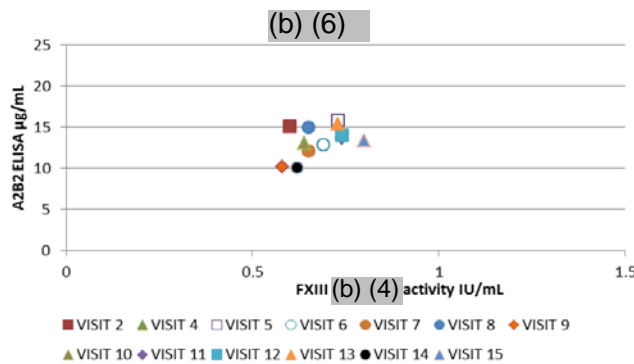 (b) (6)
25
20
15
10
5
0
A2B2 ELISA µg/mL
0 0.5 1 1.5
FXIII (b) (4) activity IU/mL
VISIT 2 VISIT 4 VISIT 5 VISIT 6 VISIT 7 VISIT 8 VISIT 9
VISIT 10 VISIT 11 VISIT 12 VISIT 13 VISIT 14 VISIT 15